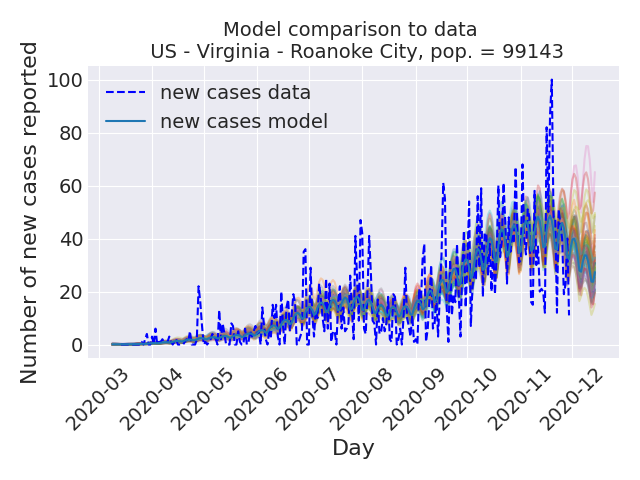 Model comparison to data
US - Virginia - Roanoke City, pop. = 99143
Number of new cases reported
100
80
60
40
20
0
new cases data
new cases model
2020-03
2020-04
2020-05
2020-06
2020-07
2020-08
2020-09
2020-10
2020-11
2020-12
Day